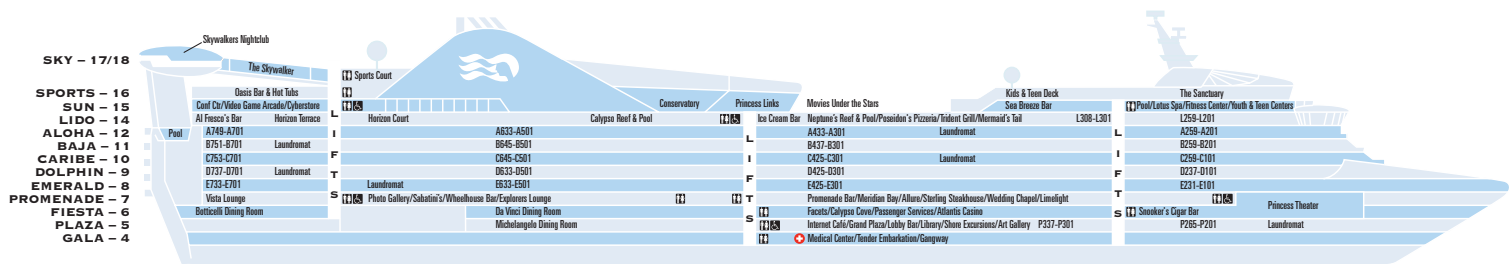 Skywalkers Nightclub
SKY – 17/18
The Skywalker
Sports Court
SPORTS – 16
Oasis Bar & Hot Tubs
Kids & Teen Deck
The Sanctuary
SUN – 15
Conf Ctr/Video Game Arcade/Cyberstore
Conservatory
Princess Links
Movies Under the Stars
Sea Breeze Bar
Pool/Lotus Spa/Fitness Center/Youth & Teen Centers
LIDO – 14
Al Fresco's Bar
Horizon Terrace
Horizon Court
Calypso Reef & Pool
Ice Cream Bar
Neptune's Reef & Pool/Poseidon's Pizzeria/Trident Grill/Mermaid's Tail
L308-L301
L259-L201
ALOHA – 12
Pool
A749-A701
A633-A501
A433-A301
Laundromat
A259-A201
BAJA – 11
B751-B701
Laundromat
B645-B501
B437-B301
B259-B201
CARIBE – 10
C753-C701
C645-C501
C425-C301
Laundromat
C259-C101
DOLPHIN – 9
D737-D701
Laundromat
D633-D501
D425-D301
D237-D101
EMERALD – 8
E733-E701
Laundromat
E633-E501
E425-E301
E231-E101
PROMENADE – 7
Vista Lounge
Photo Gallery/Sabatini's/Wheelhouse Bar/Explorers Lounge
Promenade Bar/Meridian Bay/Allure/Sterling Steakhouse/Wedding Chapel/Limelight
Princess Theater
FIESTA – 6
Botticelli Dining Room
Da Vinci Dining Room
Facets/Calypso Cove/Passenger Services/Atlantis Casino
Snooker's Cigar Bar
PLAZA – 5
Michelangelo Dining Room
Internet Café/Grand Plaza/Lobby Bar/Library/Shore Excursions/Art Gallery
P337-P301
P265-P201
Laundromat
GALA – 4
Medical Center/Tender Embarkation/Gangway
LIFTS
LIFTS
LIFTS